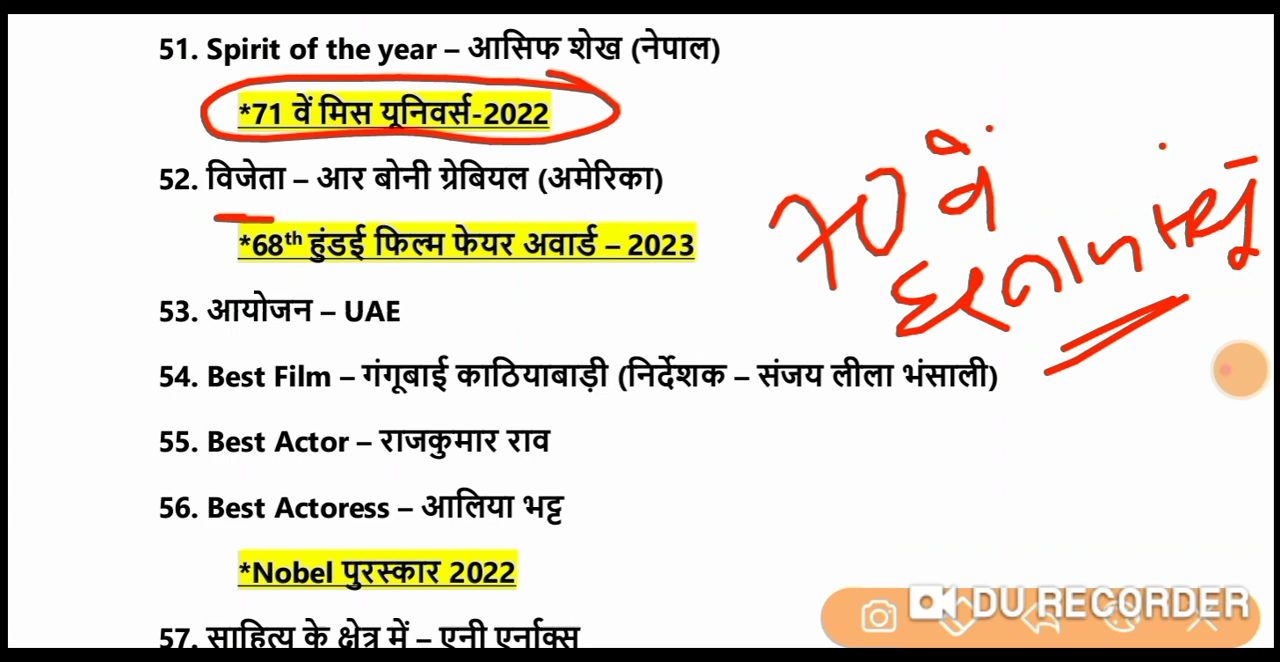 51. Spirit of the year – आसिफ शेख (नेपाल)
*71 वें मिस यूनिवर्स-2022
52. विजेता – आर बोनी ग्रेबियल (अमेरिका)
*68th हुंडई फिल्म फेयर अवार्ड – 2023
53. आयोजन – UAE
54. Best Film – गंगूबाई काठियाबाड़ी (निर्देशक – संजय लीला भंसाली)
55. Best Actor – राजकुमार राव
56. Best Actoress – आलिया भट्ट
*Nobel पुरस्कार 2022
57. साहित्य के क्षेत्र में – एनी एर्नाक्स
70 वें
DU RECORDER